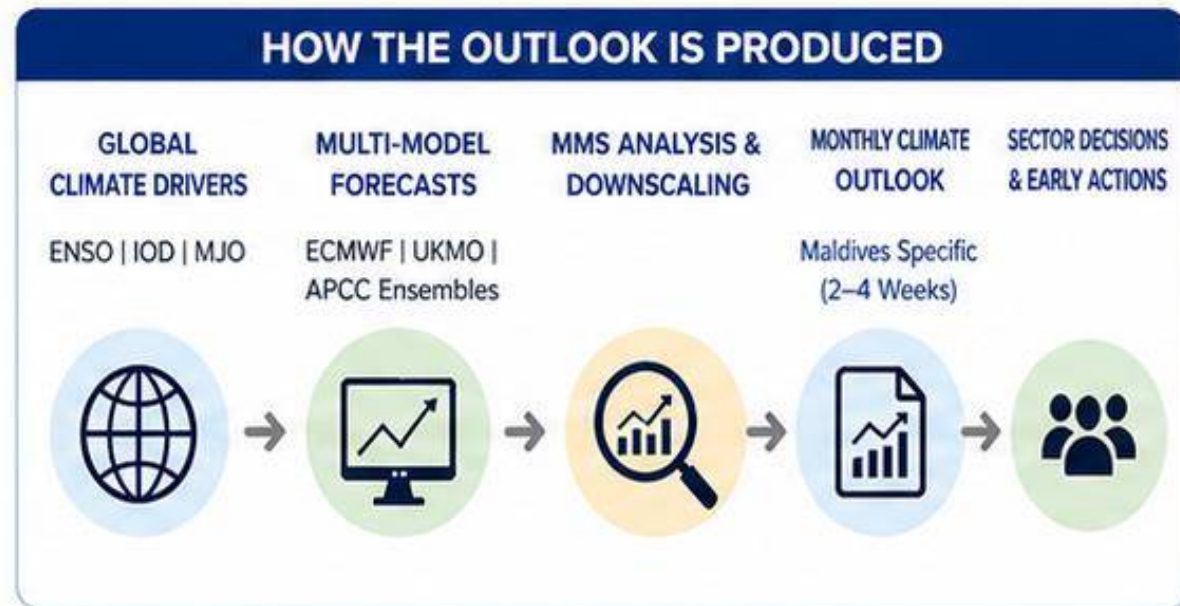 HOW THE OUTLOOK IS PRODUCED
GLOBAL
CLIMATE DRIVERS
ENSO | IOD | MJO
MULTI-MODEL
FORECASTS
ECMWF | UKMO |
APCC Ensembles
MMS ANALYSIS &
DOWNSCALING
MONTHLY CLIMATE
OUTLOOK
Maldives Specific
(2–4 Weeks)
SECTOR DECISIONS
& EARLY ACTIONS